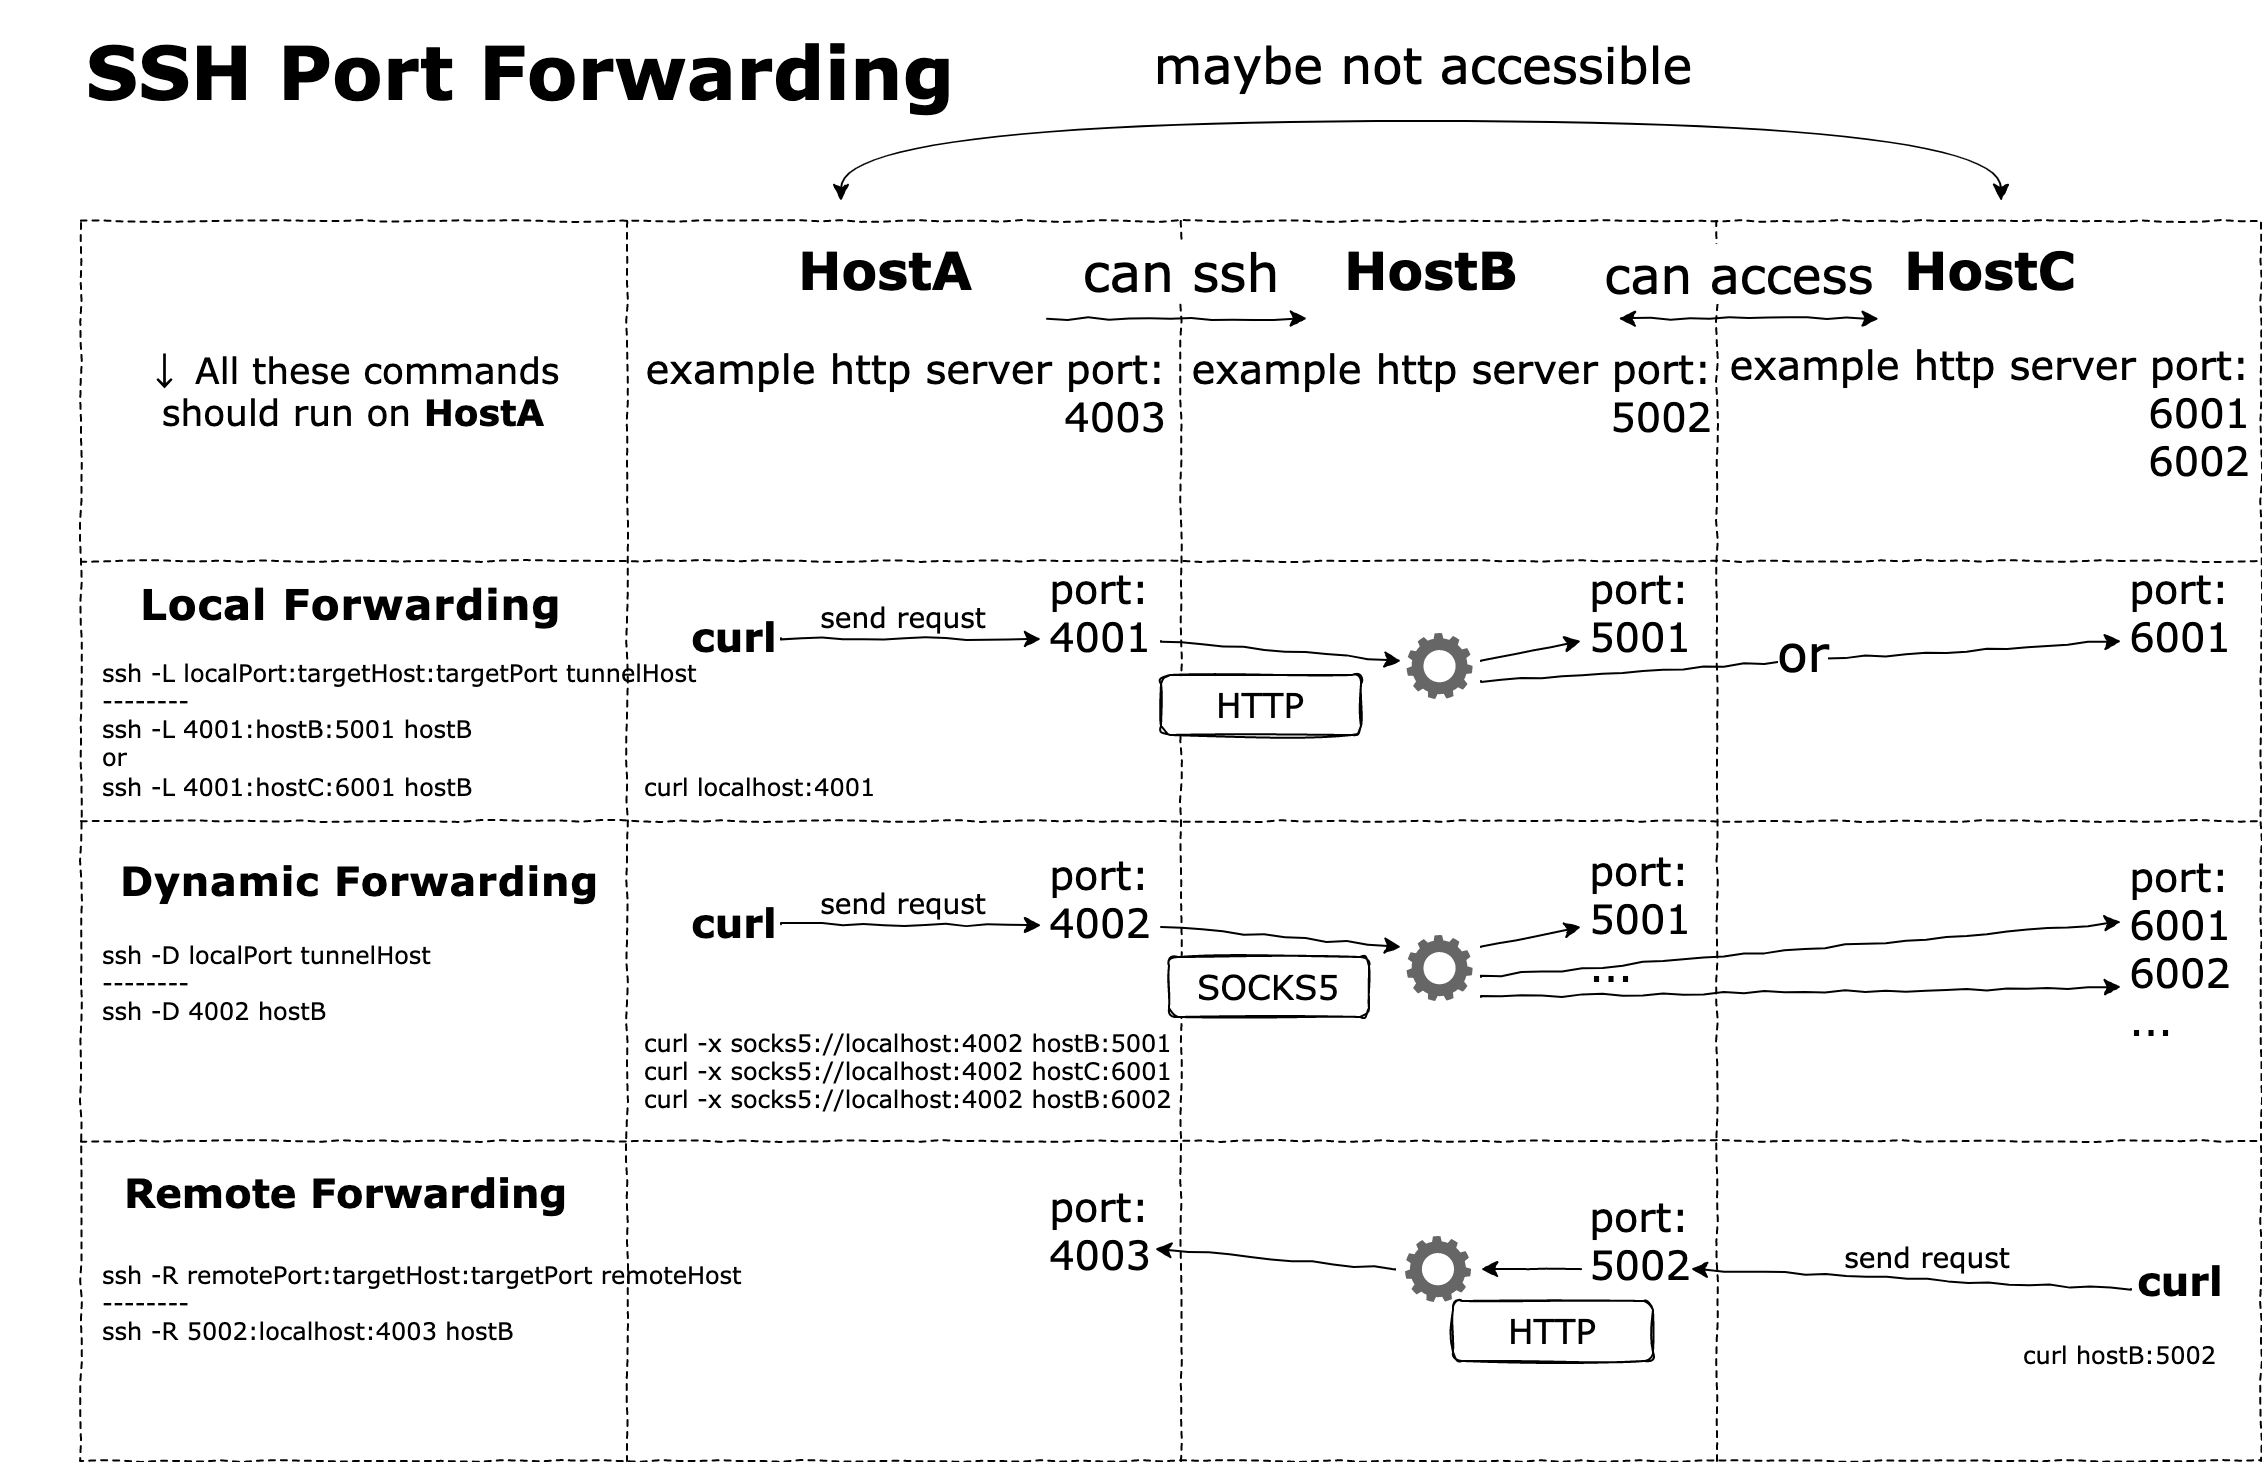 SSH Port Forwarding
maybe not accessible
HostA
can ssh
HostB
can access
HostC
↓ All these commands
should run on HostA
example http server port:
4003
example http server port:
5002
example http server port:
6001
6002
Local Forwarding
ssh -L localPort:targetHost:targetPort tunnelHost
--------
ssh -L 4001:hostB:5001 hostB
or
ssh -L 4001:hostC:6001 hostB
curl
send requst
port:
4001
HTTP
curl localhost:4001
port:
5001
or
port:
6001
Dynamic Forwarding
ssh -D localPort tunnelHost
--------
ssh -D 4002 hostB
curl
send requst
port:
4002
SOCKS5
curl -x socks5://localhost:4002 hostB:5001
curl -x socks5://localhost:4002 hostC:6001
curl -x socks5://localhost:4002 hostB:6002
port:
5001
...
port:
6001
6002
...
Remote Forwarding
ssh -R remotePort:targetHost:targetPort remoteHost
--------
ssh -R 5002:localhost:4003 hostB
port:
4003
port:
5002
HTTP
send requst
curl
curl hostB:5002